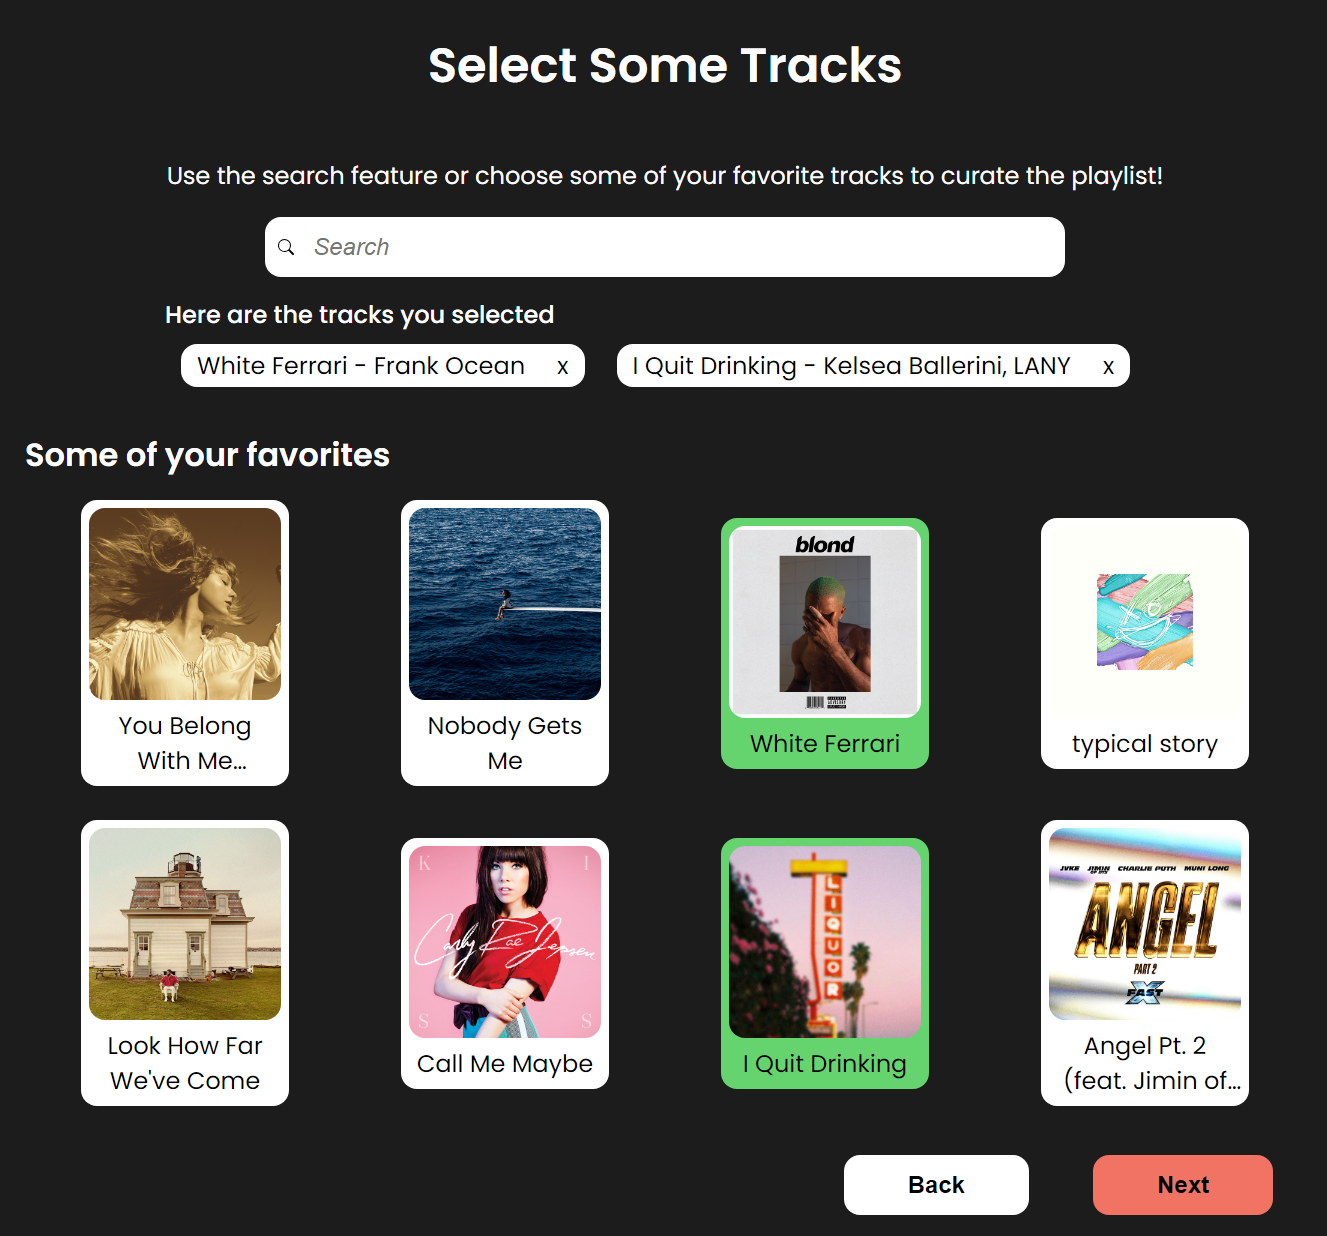 Select Some Tracks
Use the search feature or choose some of your favorite tracks to curate the playlist!
Search
Here are the tracks you selected
White Ferrari - Frank Ocean x
I Quit Drinking - Kelsea Ballerini, LANY x
Some of your favorites
You Belong
With Me...
Nobody Gets
Me
blond
White Ferrari
typical story
Look How Far
We've Come
K I
Carly Rae Jepsen
S S
Call Me Maybe
LIQUOR
I Quit Drinking
JVKE JIMIN OF BTS CHARLIE PUTH MUNI LONG
ANGEL
PART 2
FAST X
Angel Pt. 2
(feat. Jimin of...
Back
Next